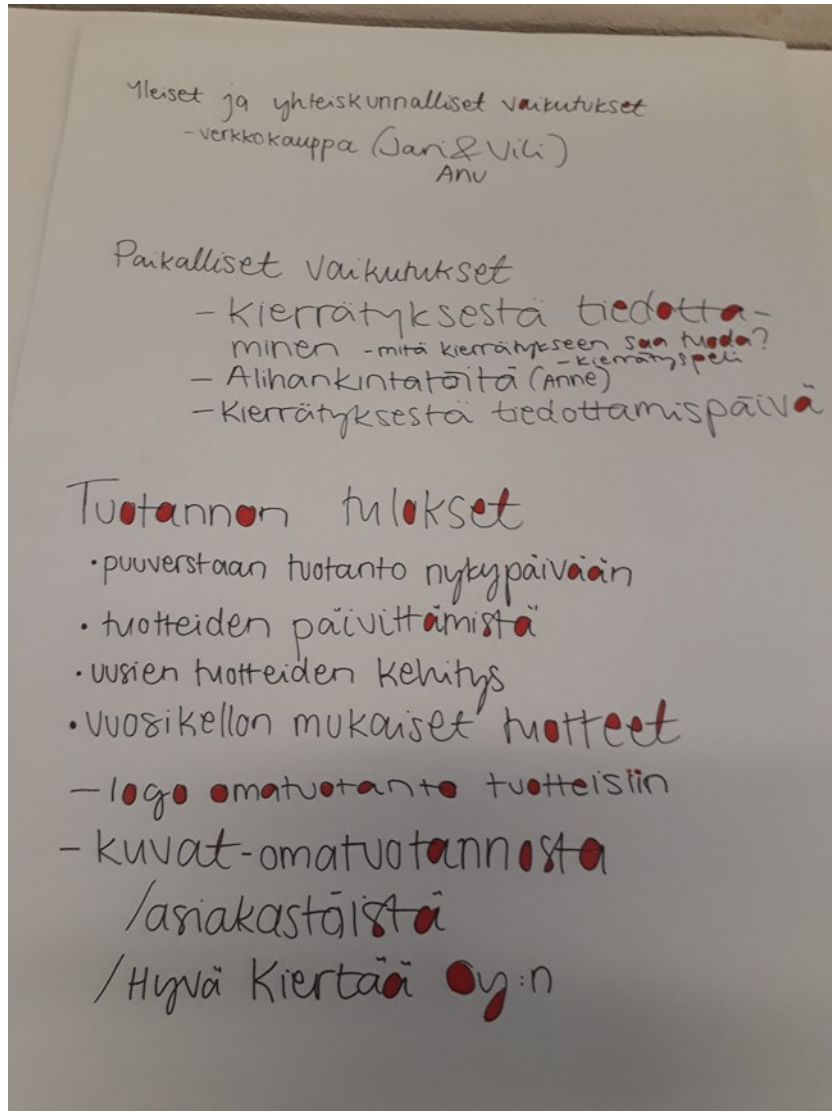 Yleiset ja yhteiskunnalliset vaikutukset
-verkkokauppa (Jari & Vili)
Anu
Paikalliset vaikutukset
- Kierrätyksestä tiedotta-
minen - mitä kierrätykseen saa tuoda?
- kierrätyspeli
- Alihankintatöitä (Anne)
- Kierrätyksestä tiedottamispäivä
Tuotannon tulokset
• puuverstaan tuotanto nykypäivään
• tuotteiden päivittämistä
• uusien tuotteiden kehitys
• vuosikellon mukaiset tuotteet
- logo omatuotanto tuotteisiin
- kuvat-omatuotannosta
/asiakastöistä
/Hyvä Kiertää Oy:n